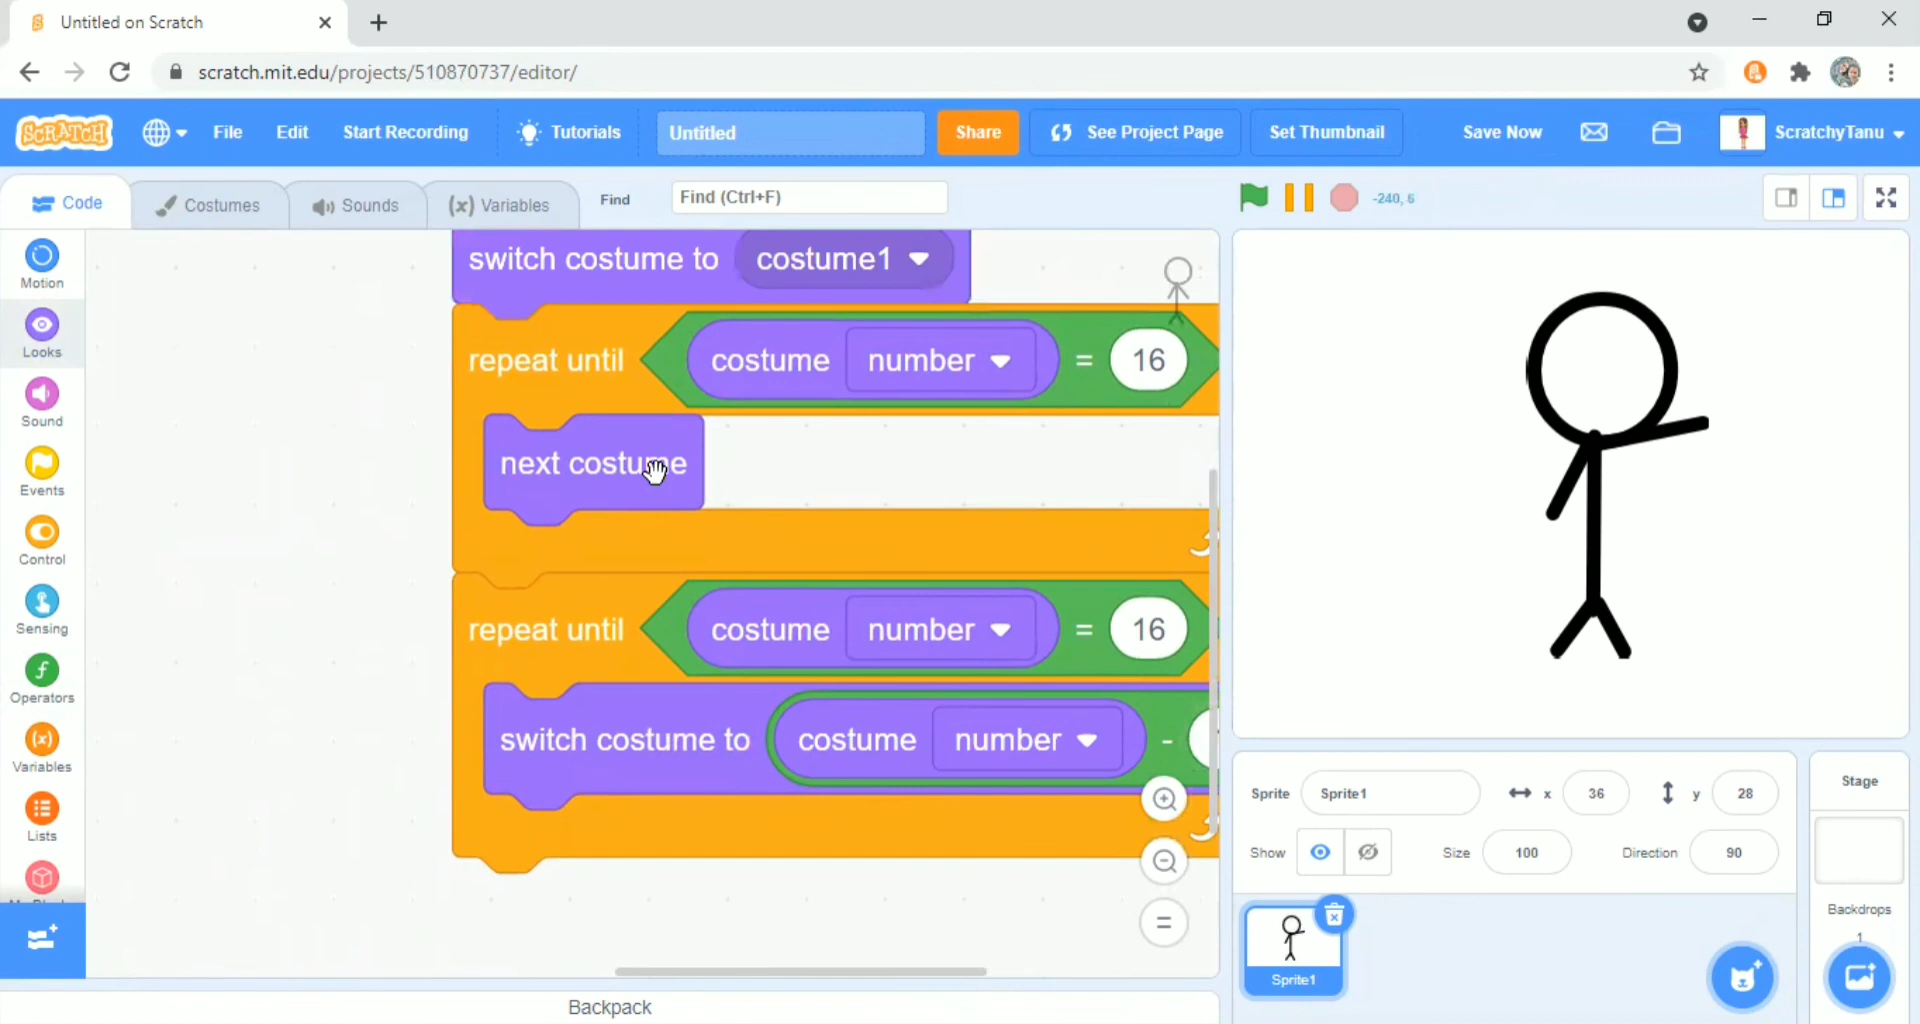 Untitled on Scratch
scratch.mit.edu/projects/510870737/editor/
SCRATCH
File
Edit
Start Recording
Tutorials
Untitled
Share
See Project Page
Set Thumbnail
Save Now
ScratchyTanu
Code
Costumes
Sounds
(x) Variables
Find
Find (Ctrl+F)
-240, 6
Motion
Looks
Sound
Events
Control
Sensing
Operators
(x)
Variables
Lists
switch costume to costume1
repeat until costume number = 16
next costume
repeat until costume number = 16
switch costume to costume number -
Backpack
Sprite Sprite1 x 36 y 28
Show Size 100 Direction 90
Sprite1
Stage
Backdrops
1